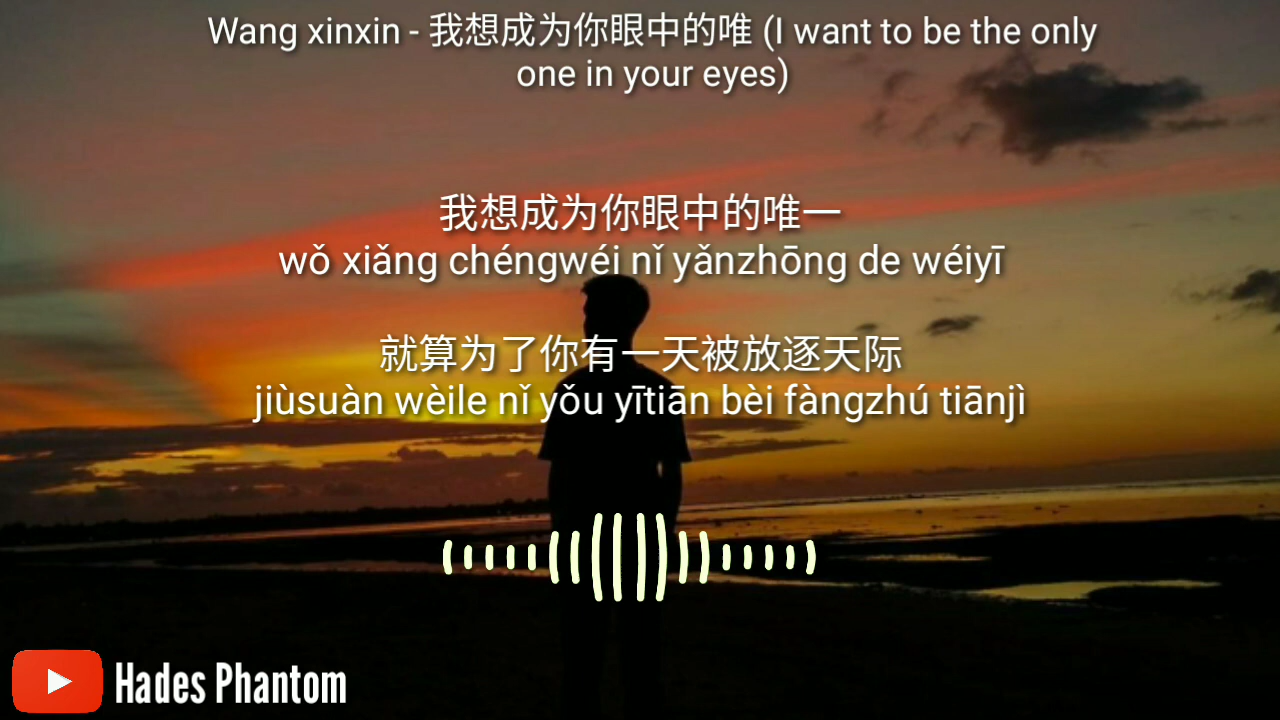 Wang xinxin - 我想成为你眼中的唯 (I want to be the only
one in your eyes)
我想成为你眼中的唯一
wǒ xiǎng chéngwéi nǐ yǎnzhōng de wéiyī
就算为了你有一天被放逐天际
jiùsuàn wèile nǐ yǒu yītiān bèi fàngzhú tiānjì
Hades Phantom